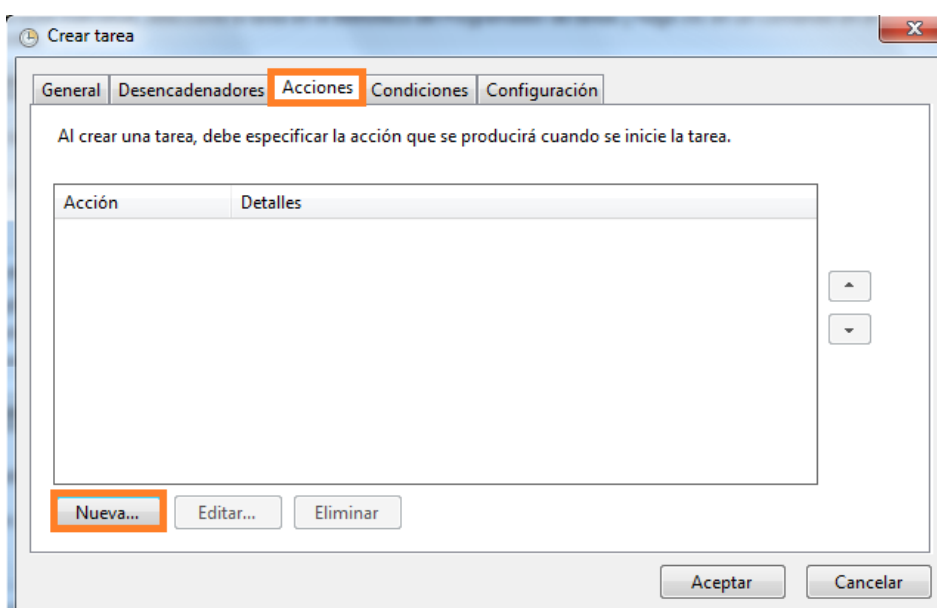 Crear tarea
General Desencadenadores Acciones Condiciones Configuración
Al crear una tarea, debe especificar la acción que se producirá cuando se inicie la tarea.
Acción Detalles
Nueva... Editar... Eliminar
Aceptar Cancelar